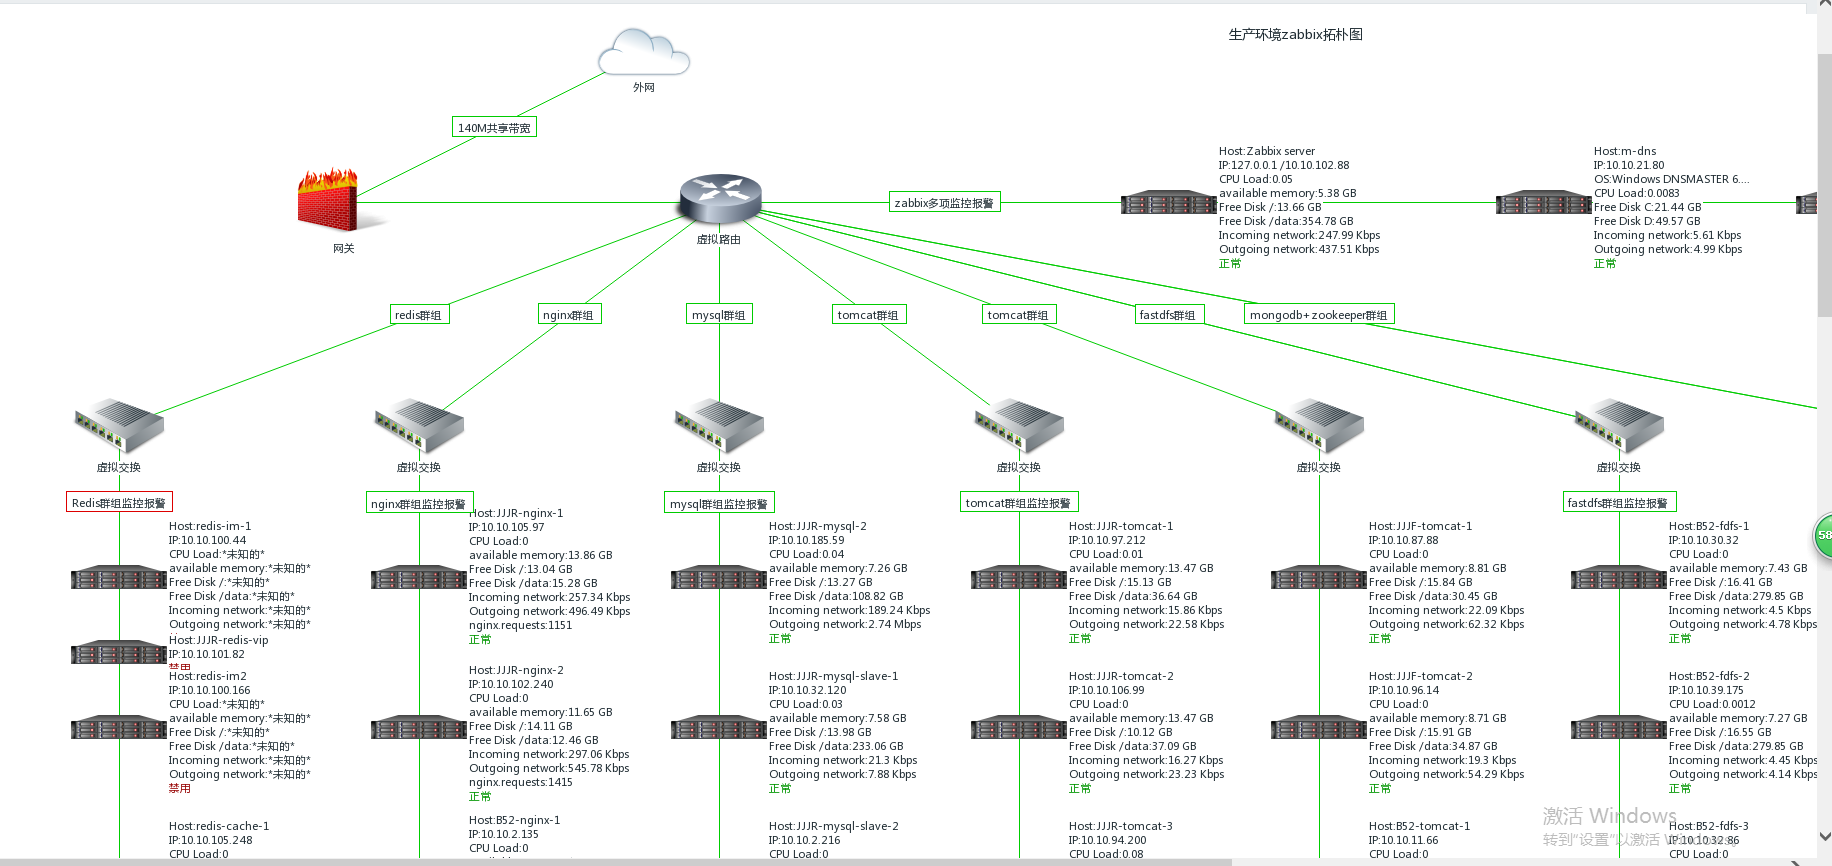 生产环境zabbix拓朴图
外网
140M共享带宽
网关
虚拟路由
zabbix多项监控报警
Host:Zabbix server
IP:127.0.0.1 /10.10.102.88
CPU Load:0.05
available memory:5.38 GB
Free Disk /:13.66 GB
Free Disk /data:354.78 GB
Incoming network:247.99 Kbps
Outgoing network:437.51 Kbps
正常
Host:m-dns
IP:10.10.21.80
OS:Windows DNSMASTER 6....
CPU Load:0.0083
Free Disk C:21.44 GB
Free Disk D:49.57 GB
Incoming network:5.61 Kbps
Outgoing network:4.99 Kbps
正常
redis群组
nginx群组
mysql群组
tomcat群组
tomcat群组
fastdfs群组
mongodb+zookeeper群组
虚拟交换
虚拟交换
虚拟交换
虚拟交换
虚拟交换
虚拟交换
Redis群组监控报警
Host:redis-im-1
IP:10.10.100.44
CPU Load:*未知的*
available memory:*未知的*
Free Disk /:*未知的*
Free Disk /data:*未知的*
Incoming network:*未知的*
Outgoing network:*未知的*
Host:JJJR-redis-vip
IP:10.10.101.82
禁用
Host:redis-im2
IP:10.10.100.166
CPU Load:*未知的*
available memory:*未知的*
Free Disk /:*未知的*
Free Disk /data:*未知的*
Incoming network:*未知的*
Outgoing network:*未知的*
禁用
Host:redis-cache-1
IP:10.10.105.248
CPU Load:0
nginx群组监控报警
Host:JJJR-nginx-1
IP:10.10.105.97
CPU Load:0
available memory:13.86 GB
Free Disk /:13.04 GB
Free Disk /data:15.28 GB
Incoming network:257.34 Kbps
Outgoing network:496.49 Kbps
nginx.requests:1151
正常
Host:JJJR-nginx-2
IP:10.10.102.240
CPU Load:0
available memory:11.65 GB
Free Disk /:14.11 GB
Free Disk /data:12.46 GB
Incoming network:297.06 Kbps
Outgoing network:545.78 Kbps
nginx.requests:1415
正常
Host:B52-nginx-1
IP:10.10.2.135
CPU Load:0
mysql群组监控报警
Host:JJJR-mysql-2
IP:10.10.185.59
CPU Load:0.04
available memory:7.26 GB
Free Disk /:13.27 GB
Free Disk /data:108.82 GB
Incoming network:189.24 Kbps
Outgoing network:2.74 Mbps
正常
Host:JJJR-mysql-slave-1
IP:10.10.32.120
CPU Load:0.03
available memory:7.58 GB
Free Disk /:13.98 GB
Free Disk /data:233.06 GB
Incoming network:21.3 Kbps
Outgoing network:7.88 Kbps
正常
Host:JJJR-mysql-slave-2
IP:10.10.2.216
CPU Load:0
tomcat群组监控报警
Host:JJJR-tomcat-1
IP:10.10.97.212
CPU Load:0.01
available memory:13.47 GB
Free Disk /:15.13 GB
Free Disk /data:36.64 GB
Incoming network:15.86 Kbps
Outgoing network:22.58 Kbps
正常
Host:JJJR-tomcat-2
IP:10.10.106.99
CPU Load:0
available memory:13.47 GB
Free Disk /:10.12 GB
Free Disk /data:37.09 GB
Incoming network:16.27 Kbps
Outgoing network:23.23 Kbps
正常
Host:JJJR-tomcat-3
IP:10.10.94.200
CPU Load:0.08
Host:JJJF-tomcat-1
IP:10.10.87.88
CPU Load:0
available memory:8.81 GB
Free Disk /:15.84 GB
Free Disk /data:30.45 GB
Incoming network:22.09 Kbps
Outgoing network:62.32 Kbps
正常
Host:JJJF-tomcat-2
IP:10.10.96.14
CPU Load:0
available memory:8.71 GB
Free Disk /:15.91 GB
Free Disk /data:34.87 GB
Incoming network:19.3 Kbps
Outgoing network:54.29 Kbps
正常
Host:B52-tomcat-1
IP:10.10.11.66
CPU Load:0
fastdfs群组监控报警
Host:B52-fdfs-1
IP:10.10.30.32
CPU Load:0
available memory:7.43 GB
Free Disk /:16.41 GB
Free Disk /data:279.85 GB
Incoming network:4.5 Kbps
Outgoing network:4.78 Kbps
正常
Host:B52-fdfs-2
IP:10.10.39.175
CPU Load:0.0012
available memory:7.27 GB
Free Disk /:16.55 GB
Free Disk /data:279.85 GB
Incoming network:4.45 Kbps
Outgoing network:4.14 Kbps
正常
Host:B52-fdfs-3
CPU Load:0
激活 Windows
转到"设置"以激活 Windows。
58